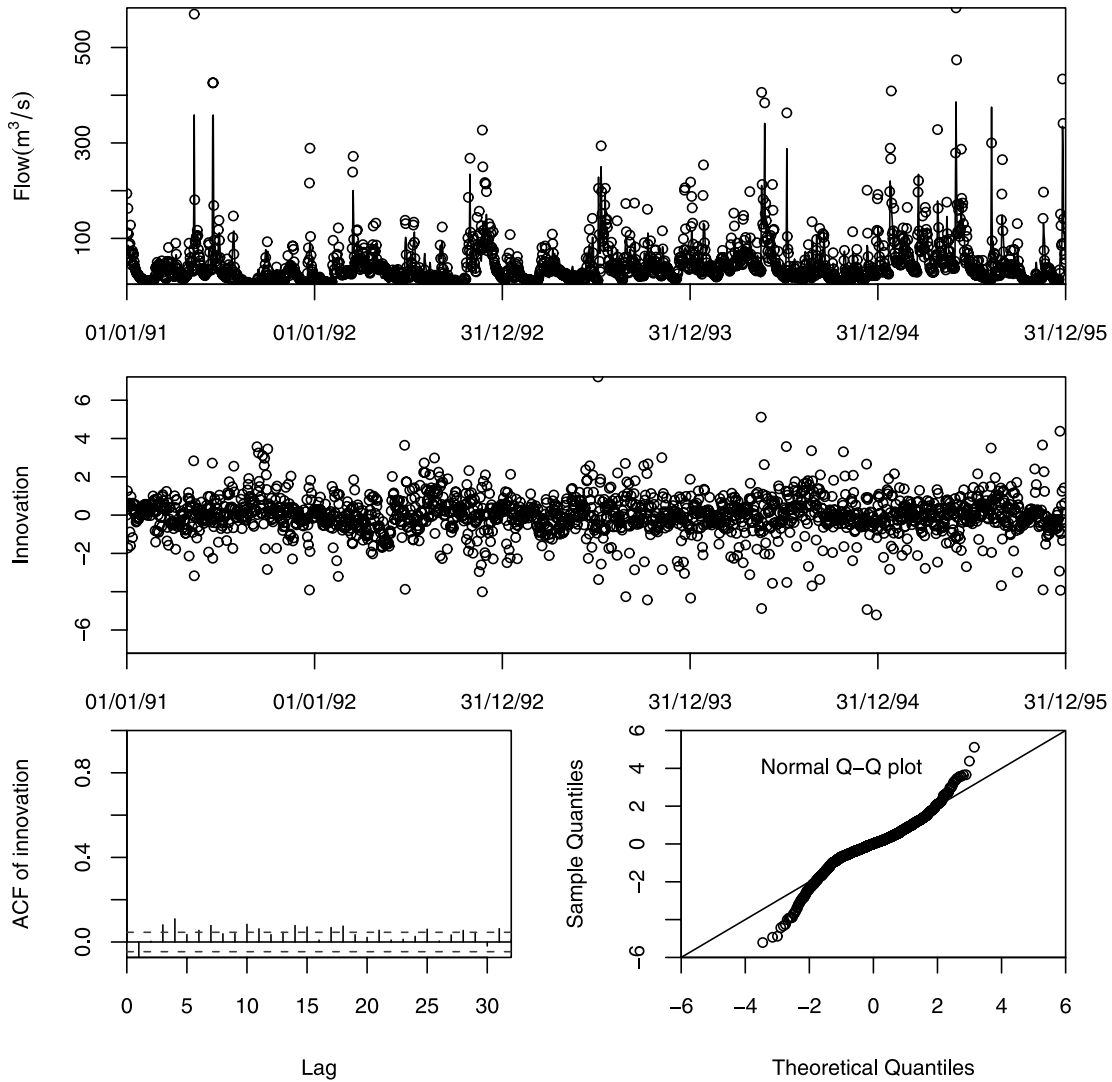 Flow(m³/s)
500
300
100
01/01/91 01/01/92 31/12/92 31/12/93 31/12/94 31/12/95
Innovation
6
4
2
0
−2
−6
01/01/91 01/01/92 31/12/92 31/12/93 31/12/94 31/12/95
ACF of innovation
0.8
0.4
0.0
0 5 10 15 20 25 30
Lag
Normal Q−Q plot
Sample Quantiles
6
4
2
0
−2
−6
−6 −4 −2 0 2 4 6
Theoretical Quantiles